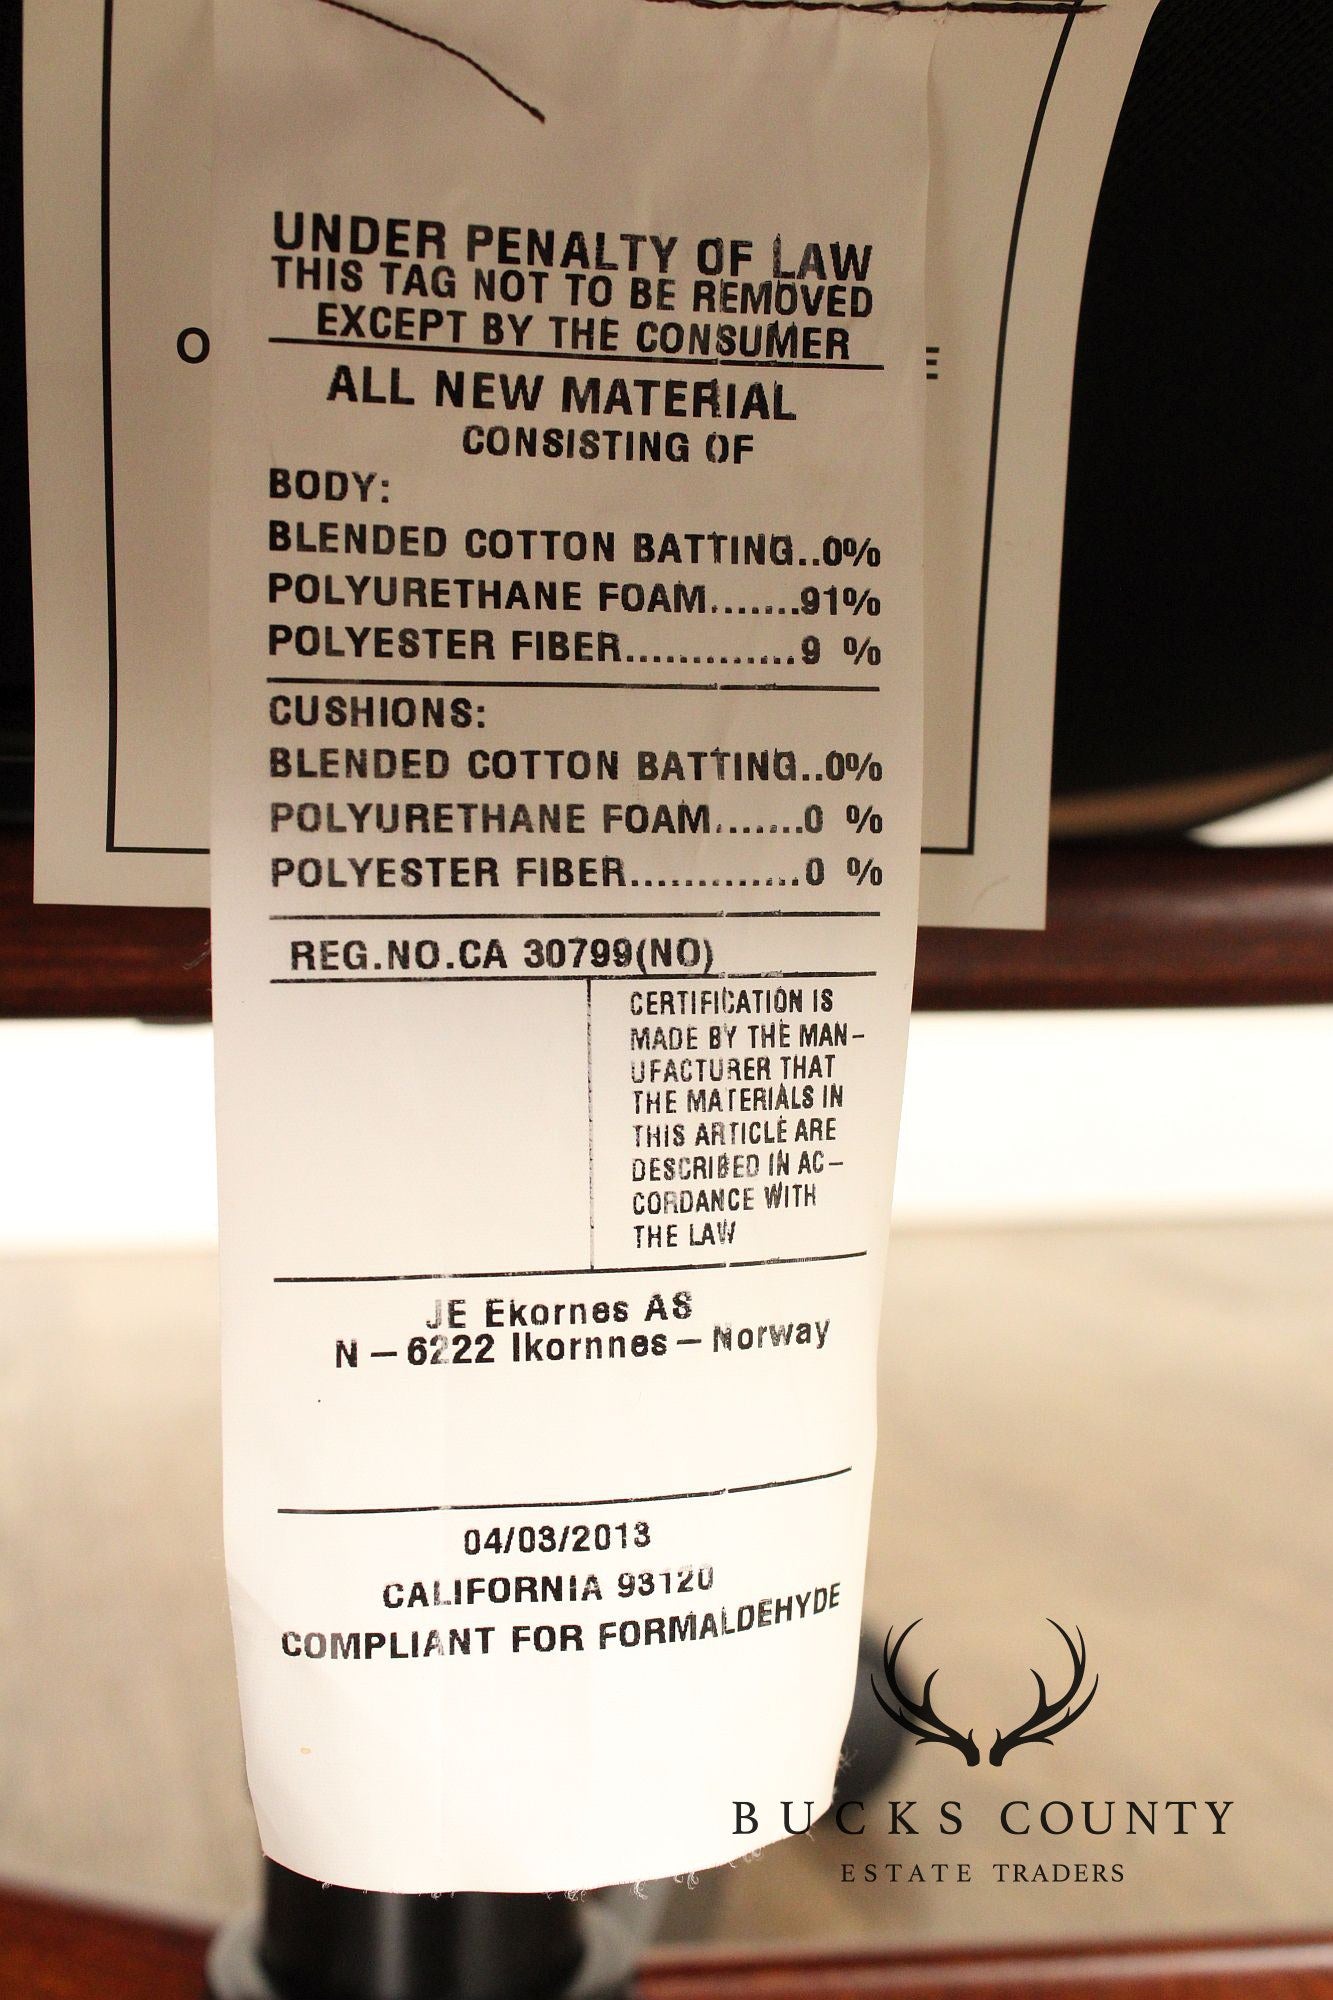 UNDER PENALTY OF LAW
THIS TAG NOT TO BE REMOVED
EXCEPT BY THE CONSUMER
O
E
ALL NEW MATERIAL
CONSISTING OF
BODY:
BLENDED COTTON BATTING..0%
POLYURETHANE FOAM.......91%
POLYESTER FIBER.............9 %
CUSHIONS:
BLENDED COTTON BATTING..0%
POLYURETHANE FOAM.......0 %
POLYESTER FIBER.............0 %
REG.NO.CA 30799(NO)
CERTIFICATION IS
MADE BY THE MAN-
UFACTURER THAT
THE MATERIALS IN
THIS ARTICLE ARE
DESCRIBED IN AC-
CORDANCE WITH
THE LAW
JE Ekornes AS
N - 6222 Ikornnes - Norway
04/03/2013
CALIFORNIA 93120
COMPLIANT FOR FORMALDEHYDE
BUCKS COUNTY
ESTATE TRADERS